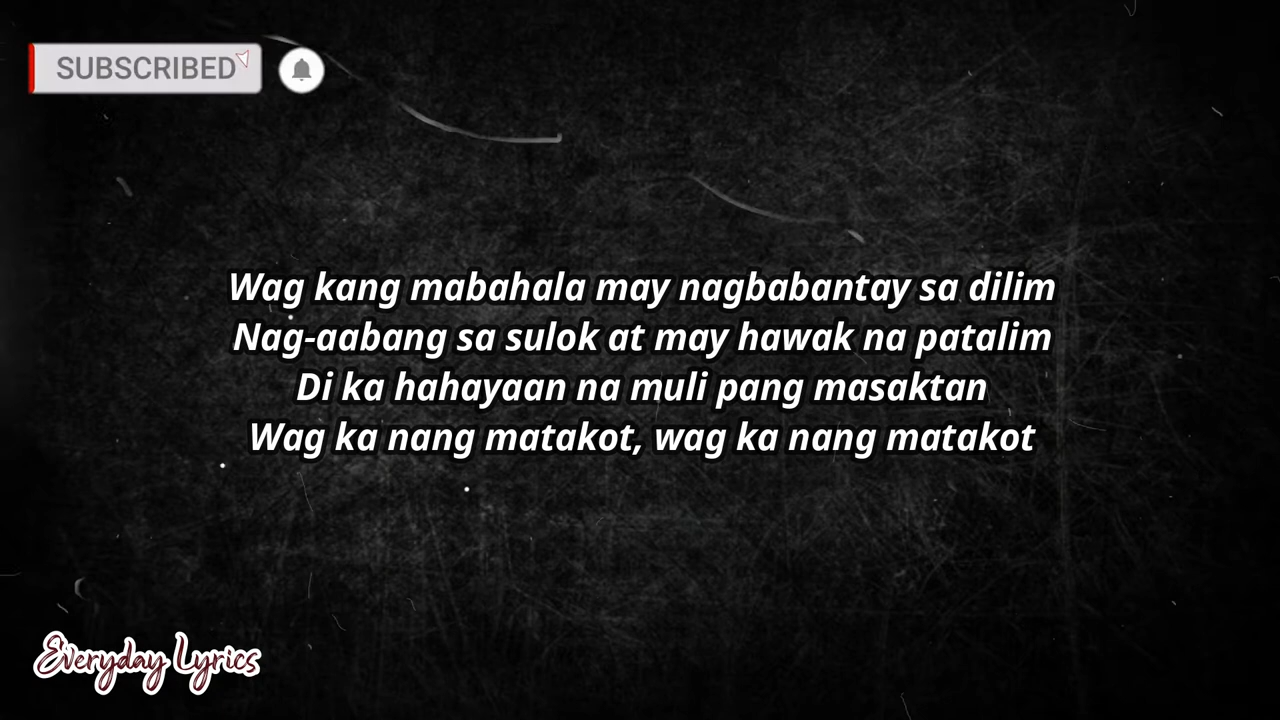 SUBSCRIBED
Wag kang mabahala may nagbabantay sa dilim
Nag-aabang sa sulok at may hawak na patalim
Di ka hahayaan na muli pang masaktan
Wag ka nang matakot, wag ka nang matakot
Everyday Lyrics